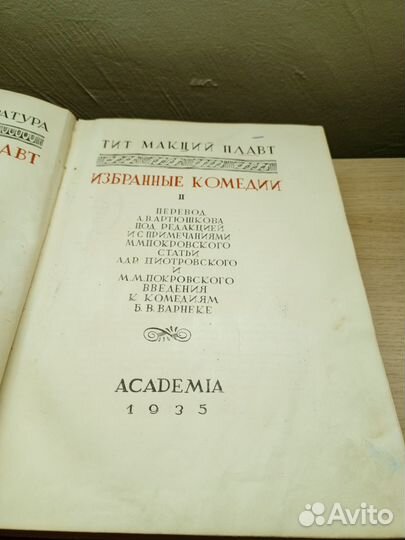 АТУРА
АВТ
ТИТ МАКЦИЙ ПЛАВТ
ИЗБРАННЫЕ КОМЕДИИ
II
ПЕРЕВОД
А.В.АРТЮШКОВА
ПОД РЕДАКЦИЕЙ
И С ПРИМЕЧАНИЯМИ
М.М.ПОКРОВСКОГО
СТАТЬИ
АДР. ПИОТРОВСКОГО
И
М.М.ПОКРОВСКОГО
ВВЕДЕНИЯ
К КОМЕДИЯМ
Б.В.ВАРНЕКЕ
ACADEMIA
1935
Avito